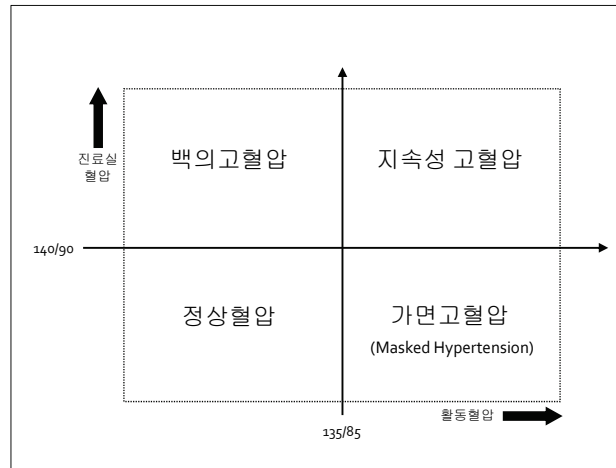 백의고혈압
지속성 고혈압
진료실
혈압
140/90
정상혈압
가면고혈압
(Masked Hypertension)
활동혈압
135/85